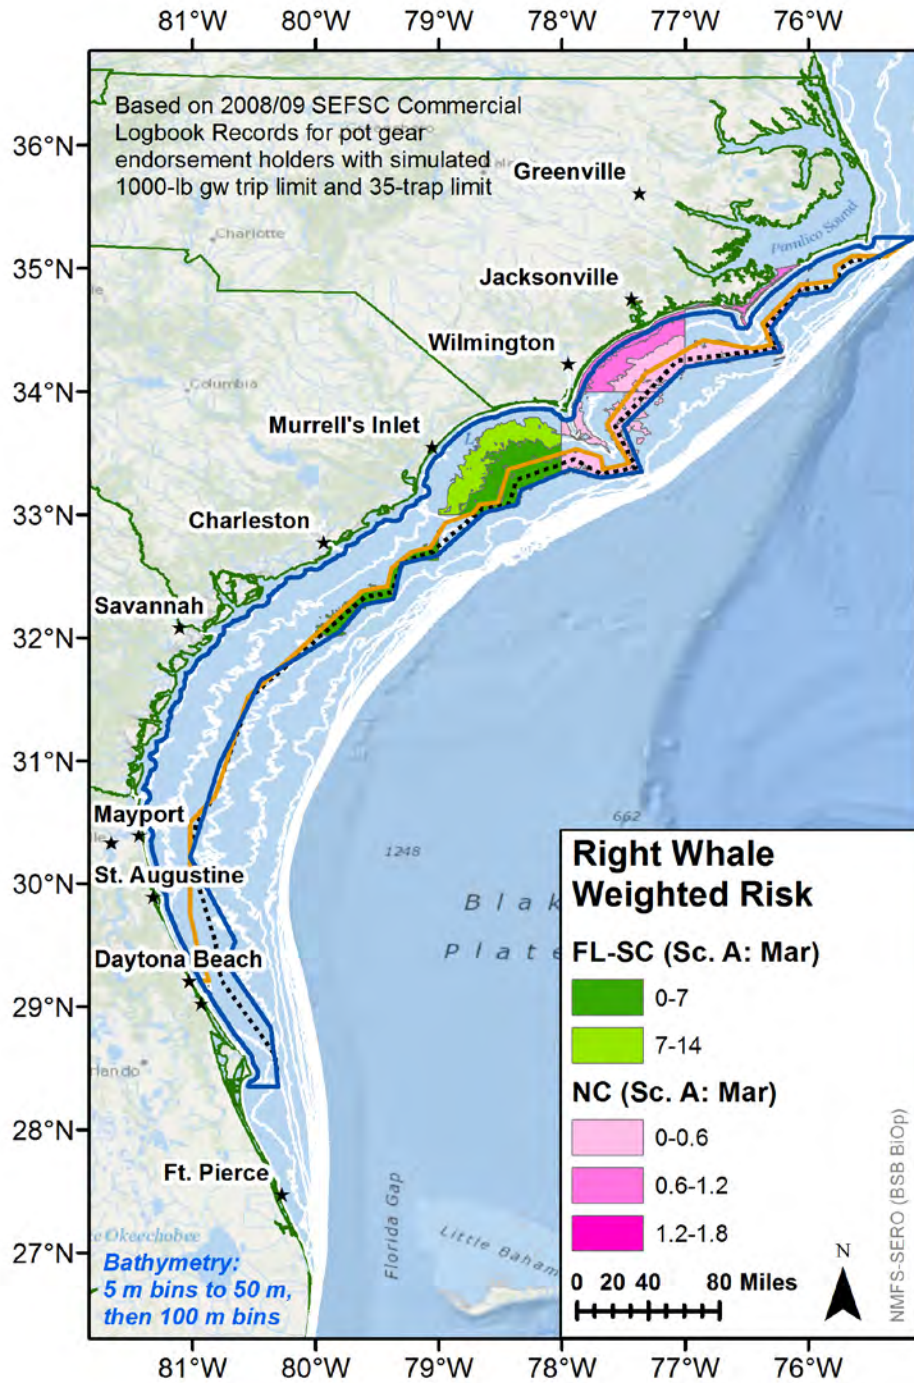 81°W 80°W 79°W 78°W 77°W 76°W
Based on 2008/09 SEFSC Commercial
Logbook Records for pot gear
endorsement holders with simulated
1000-lb gw trip limit and 35-trap limit
36°N
Greenville
Charlotte
Pamlico Sound
35°N
Jacksonville
Wilmington
34°N
Columbia
Murrell's Inlet
33°N
Charleston
Savannah
32°N
31°N
Mayport
662
1248
30°N
St. Augustine
Blak
Plate
Daytona Beach
29°N
rlando
28°N
Ft. Pierce
Florida Gap
Little Baham
e Okeechobee
27°N
Bathymetry:
5 m bins to 50 m,
then 100 m bins
Right Whale
Weighted Risk
FL-SC (Sc. A: Mar)
0-7
7-14
NC (Sc. A: Mar)
0-0.6
0.6-1.2
1.2-1.8
0 20 40 80 Miles
N
NMFS-SERO (BSB BiOp)
81°W 80°W 79°W 78°W 77°W 76°W